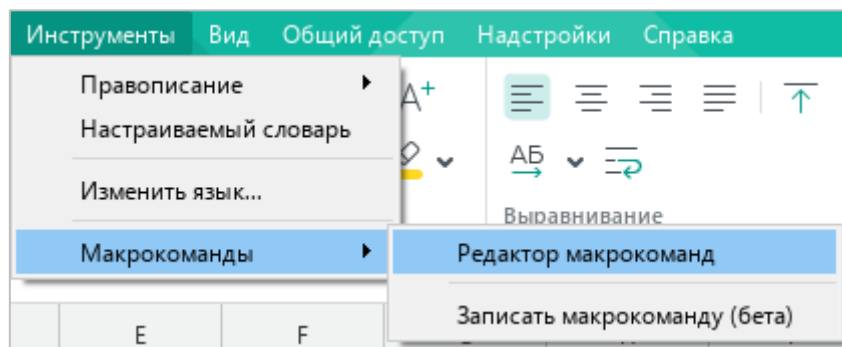 Инструменты Вид Общий доступ Надстройки Справка
Правописание
Настраиваемый словарь
Изменить язык...
Макрокоманды
A+
АБ
Выравнивание
Редактор макрокоманд
Записать макрокоманду (бета)
E F